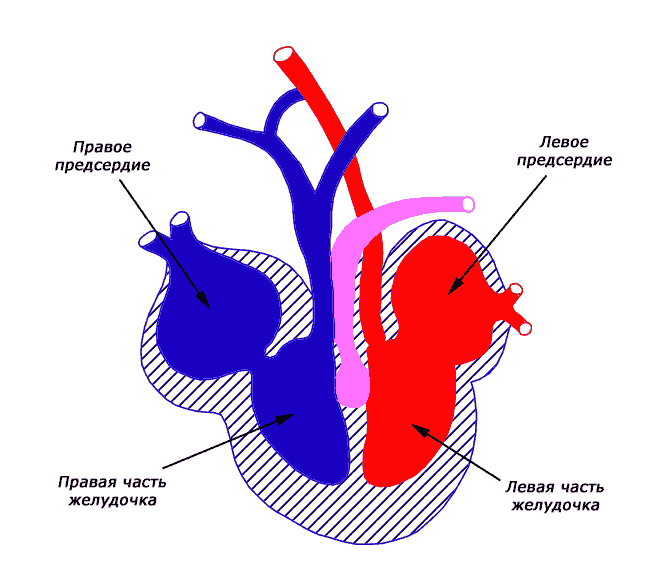 Правое
предсердие
Левое
предсердие
Правая часть
желудочка
Левая часть
желудочка